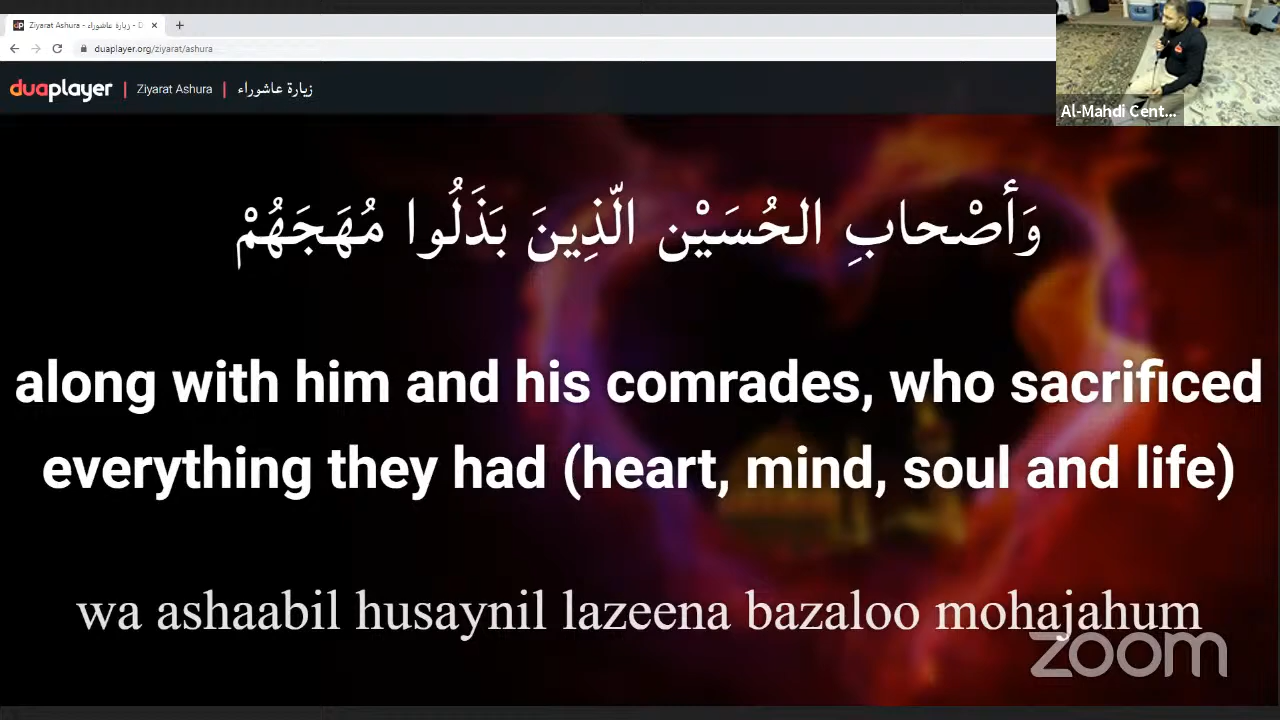 Ziyarat Ashura - زيارة عاشوراء - D
duaplayer.org/ziyarat/ashura
duaplayer | Ziyarat Ashura | زيارة عاشوراء
Al-Mahdi Cent...
وَأَصْحابِ الحُسَيْن الّذِينَ بَذَلُوا مُهَجَهُمْ
along with him and his comrades, who sacrificed
everything they had (heart, mind, soul and life)
wa ashaabil husaynil lazeena bazaloo mohajahum
zoom